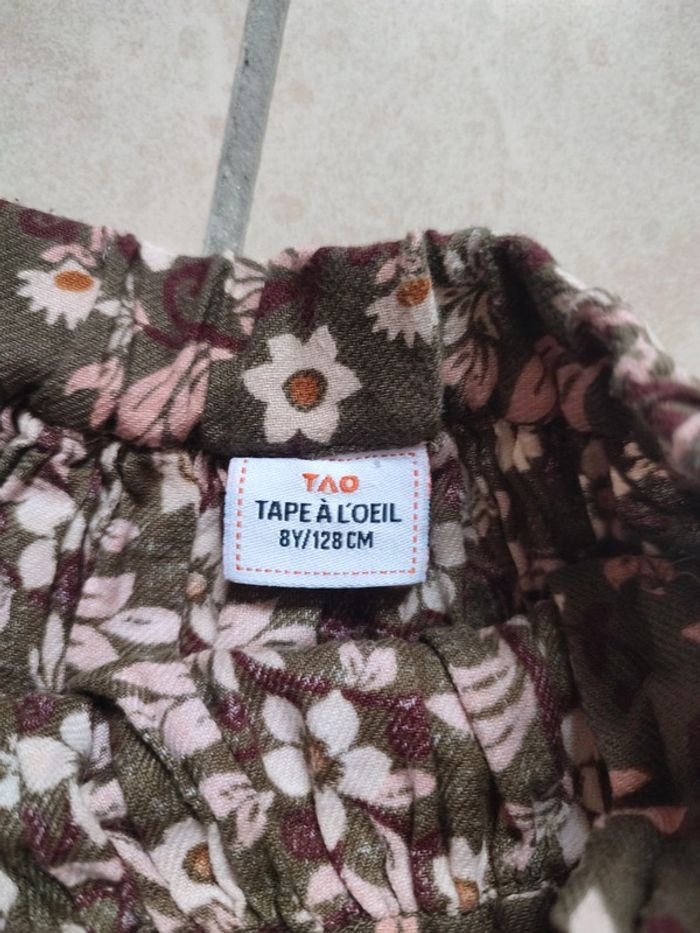 TAO
TAPE À L'OEIL
8Y/128 CM